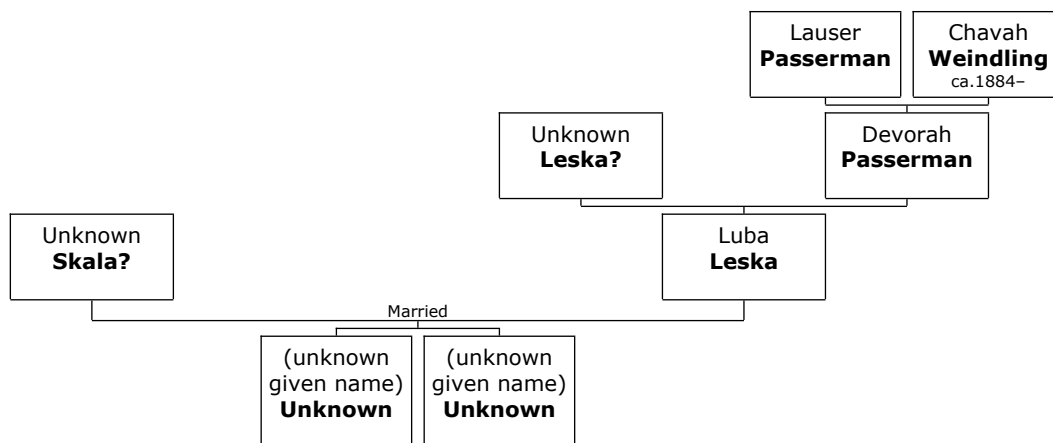 Lauser
Passerman
Chavah
Weindling
ca.1884–
Unknown
Leska?
Devorah
Passerman
Unknown
Skala?
Luba
Leska
Married
(unknown
given name)
Unknown
(unknown
given name)
Unknown